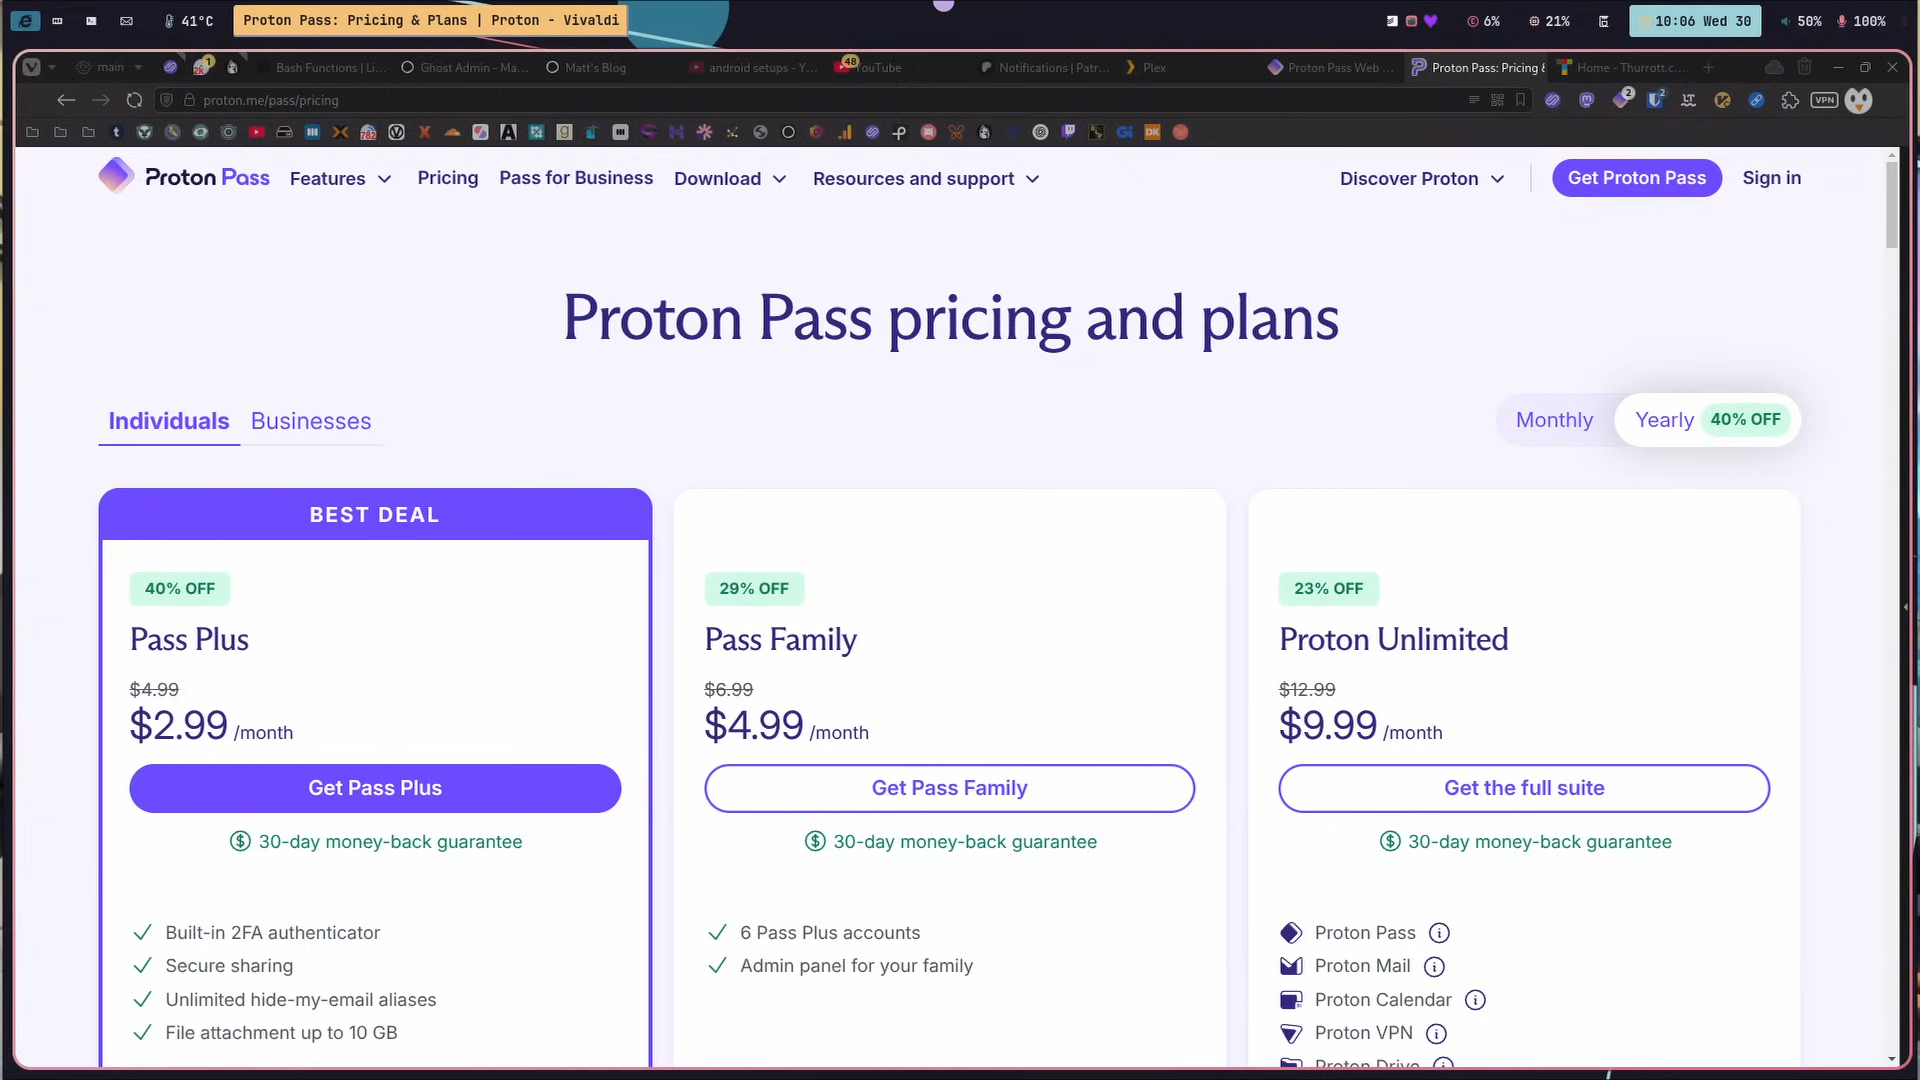 41°C
Proton Pass: Pricing & Plans | Proton - Vivaldi
6%
21%
10:06 Wed 30
50%
100%
main
1
Bash Functions | Li...
Ghost Admin - Ma...
Matt's Blog
android setups - Y...
48
YouTube
Notifications | Patr...
Plex
Proton Pass Web ...
Proton Pass: Pricing &
Home - Thurrott.c...
proton.me/pass/pricing
2
2
VPN
782
Proton Pass
Features
Pricing
Pass for Business
Download
Resources and support
Discover Proton
Get Proton Pass
Sign in
Proton Pass pricing and plans
Individuals
Businesses
Monthly
Yearly
40% OFF
BEST DEAL
40% OFF
Pass Plus
$4.99
$2.99 /month
Get Pass Plus
30-day money-back guarantee
Built-in 2FA authenticator
Secure sharing
Unlimited hide-my-email aliases
File attachment up to 10 GB
29% OFF
Pass Family
$6.99
$4.99 /month
Get Pass Family
30-day money-back guarantee
6 Pass Plus accounts
Admin panel for your family
23% OFF
Proton Unlimited
$12.99
$9.99 /month
Get the full suite
30-day money-back guarantee
Proton Pass
Proton Mail
Proton Calendar
Proton VPN
Proton Drive